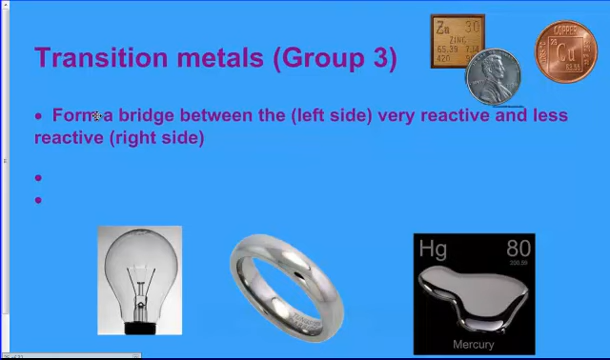 Transition metals (Group 3)
• Form a bridge between the (left side) very reactive and less
reactive (right side)
•
•
Zn 30
ZINC
65.39
420
COPPER
Cu
Hg 80
200.59
Mercury